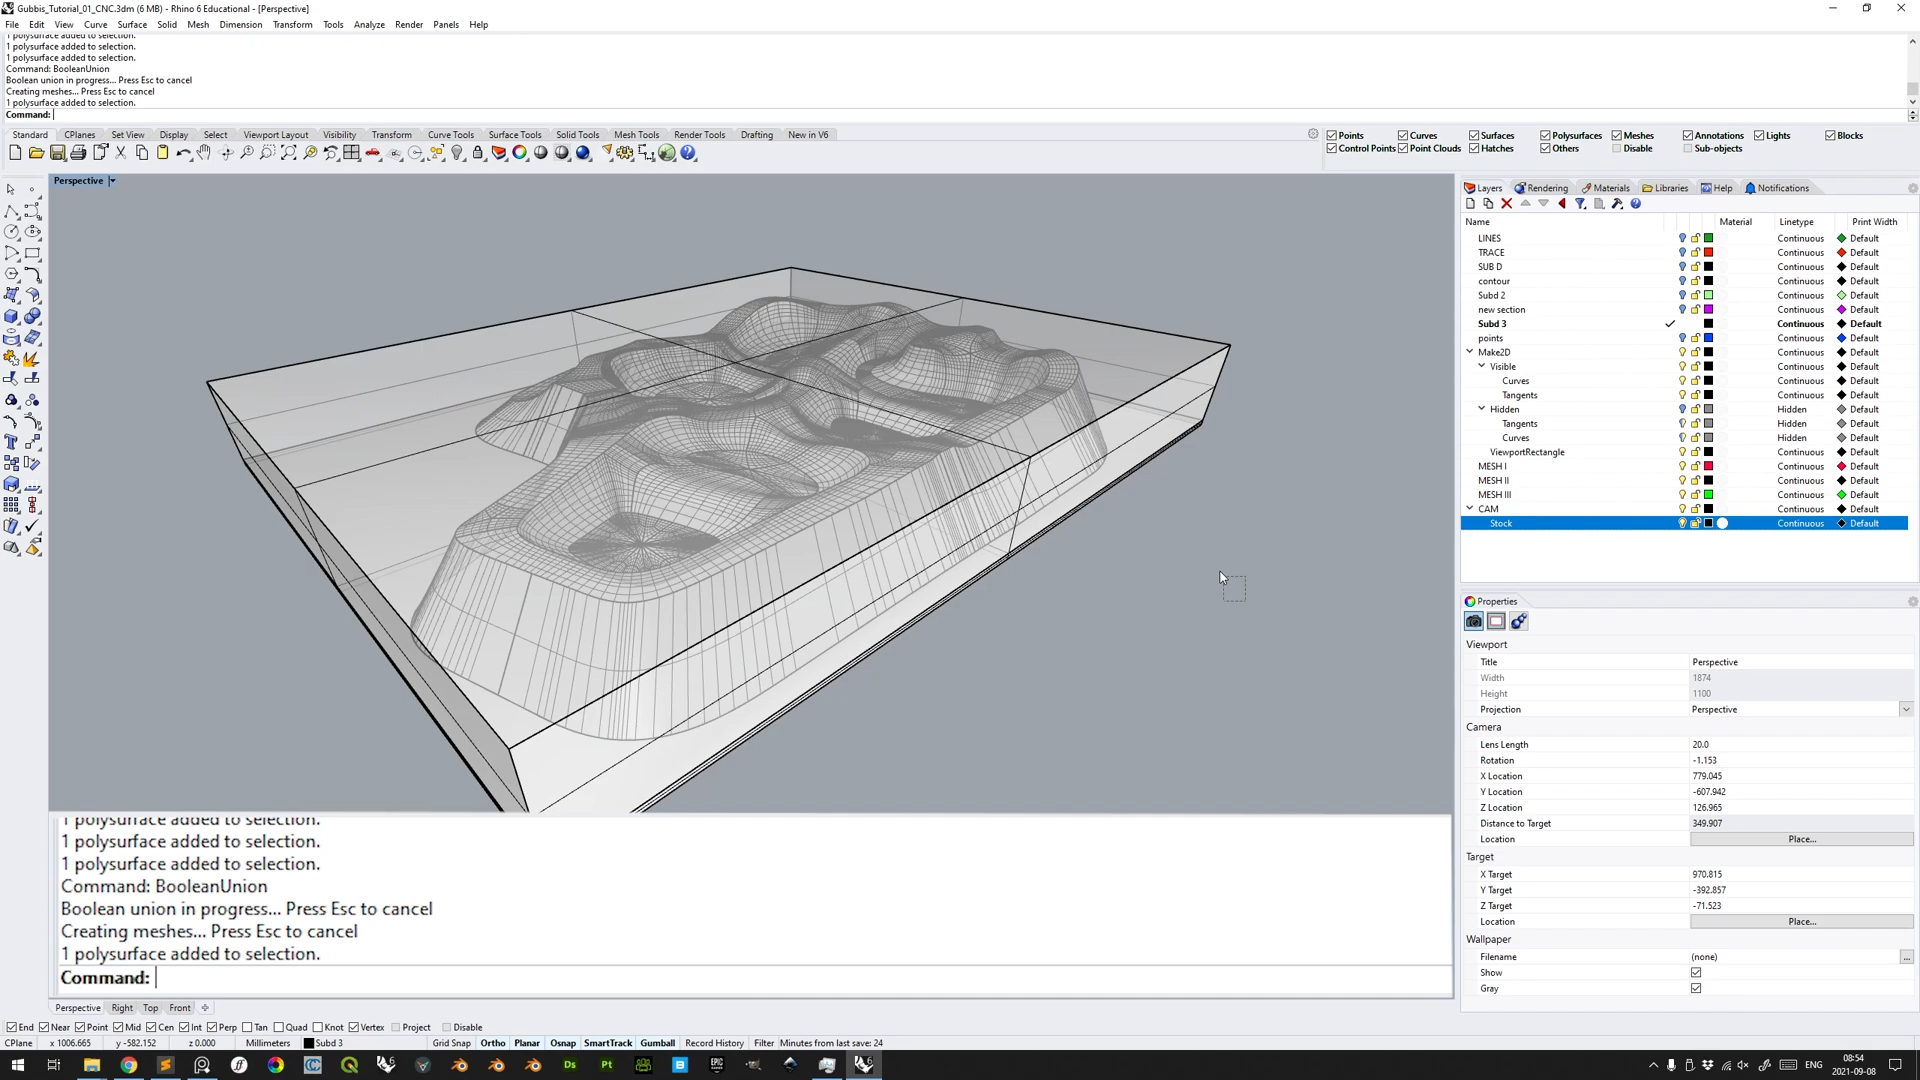 Gubbis_Tutorial_01_CNC.3dm (6 MB) - Rhino 6 Educational - [Perspective]
File Edit View Curve Surface Solid Mesh Dimension Transform Tools Analyze Render Panels Help
1 polysurface added to selection.
1 polysurface added to selection.
1 polysurface added to selection.
Command: BooleanUnion
Boolean union in progress... Press Esc to cancel
Creating meshes... Press Esc to cancel
1 polysurface added to selection.
Command:
Standard CPlanes Set View Display Select Viewport Layout Visibility Transform Curve Tools Surface Tools Solid Tools Mesh Tools Render Tools Drafting New in V6
Points Curves Surfaces Polysurfaces Meshes Annotations Lights Blocks
Control Points Point Clouds Hatches Others Disable Sub-objects
Perspective
Layers Rendering Materials Libraries Help Notifications
Name Material Linetype Print Width
LINES Continuous Default
TRACE Continuous Default
SUB D Continuous Default
contour Continuous Default
Subd 2 Continuous Default
new section Continuous Default
Subd 3 Continuous Default
points Continuous Default
Make2D Continuous Default
Visible Continuous Default
Curves Continuous Default
Tangents Continuous Default
Hidden Hidden Default
Tangents Hidden Default
Curves Hidden Default
ViewportRectangle Continuous Default
MESH I Continuous Default
MESH II Continuous Default
MESH III Continuous Default
CAM Continuous Default
Stock Continuous Default
Properties
Viewport
Title Perspective
Width 1874
Height 1100
Projection Perspective
Camera
Lens Length 20.0
Rotation -1.153
X Location 779.045
Y Location -607.942
Z Location 126.965
Distance to Target 349.907
Location Place...
Target
X Target 970.815
Y Target -392.857
Z Target -71.523
Location Place...
Wallpaper
Filename (none) ...
Show
Gray
1 polysurface added to selection.
1 polysurface added to selection.
1 polysurface added to selection.
Command: BooleanUnion
Boolean union in progress... Press Esc to cancel
Creating meshes... Press Esc to cancel
1 polysurface added to selection.
Command:
Perspective Right Top Front
End Near Point Mid Cen Int Perp Tan Quad Knot Vertex Project Disable
CPlane x 1006.665 y -582.152 z 0.000 Millimeters Subd 3 Grid Snap Ortho Planar Osnap SmartTrack Gumball Record History Filter Minutes from last save: 24
Ds Pt B EPIC GAMES 6 ENG 08:54
2021-09-08